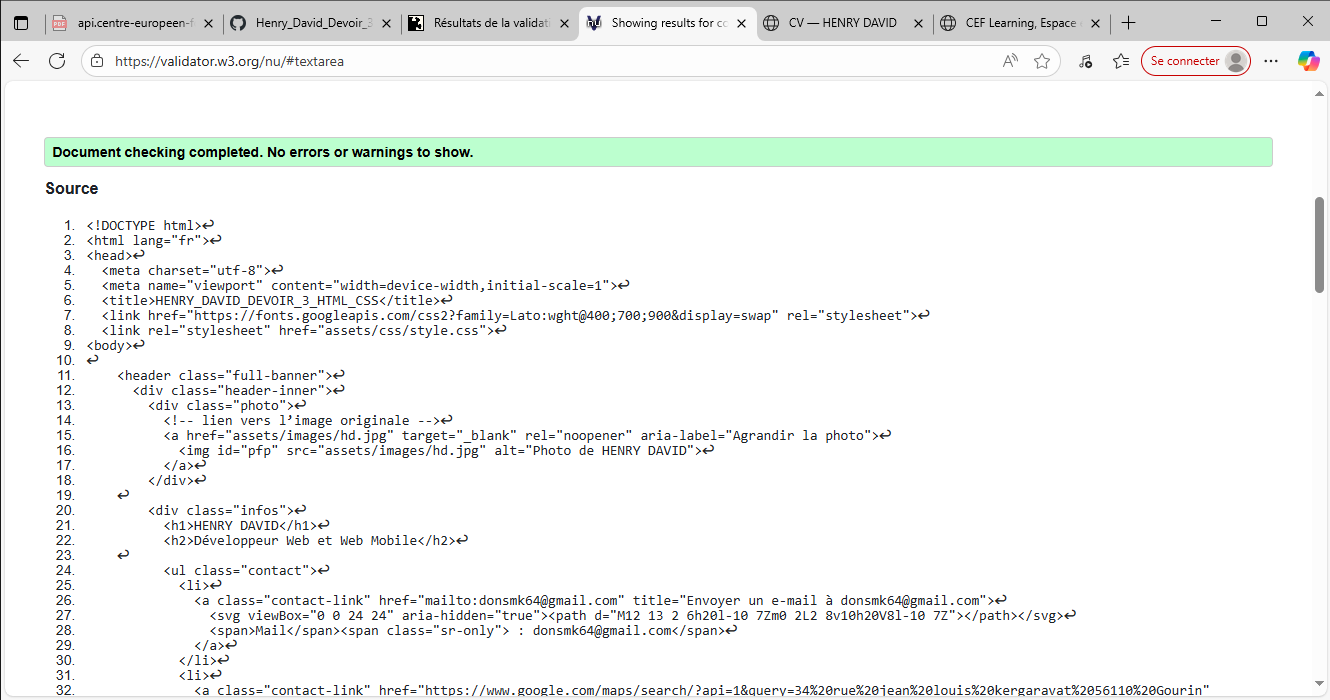 api.centre-europeen-f
Henry_David_Devoir_3
Résultats de la validati
Showing results for co
CV — HENRY DAVID
CEF Learning, Espace
https://validator.w3.org/nu/#textarea
Se connecter
Document checking completed. No errors or warnings to show.
Source
1. <!DOCTYPE html>↩
2. <html lang="fr">↩
3. <head>↩
4. <meta charset="utf-8">↩
5. <meta name="viewport" content="width=device-width,initial-scale=1">↩
6. <title>HENRY_DAVID_DEVOIR_3_HTML_CSS</title>↩
7. <link href="https://fonts.googleapis.com/css2?family=Lato:wght@400;700;900&display=swap" rel="stylesheet">↩
8. <link rel="stylesheet" href="assets/css/style.css">↩
9. <body>↩
10. ↩
11. <header class="full-banner">↩
12. <div class="header-inner">↩
13. <div class="photo">↩
14. <!-- lien vers l’image originale -->↩
15. <a href="assets/images/hd.jpg" target="_blank" rel="noopener" aria-label="Agrandir la photo">↩
16. <img id="pfp" src="assets/images/hd.jpg" alt="Photo de HENRY DAVID">↩
17. </a>↩
18. </div>↩
19. ↩
20. <div class="infos">↩
21. <h1>HENRY DAVID</h1>↩
22. <h2>Développeur Web et Web Mobile</h2>↩
23. ↩
24. <ul class="contact">↩
25. <li>↩
26. <a class="contact-link" href="mailto:donsmk64@gmail.com" title="Envoyer un e-mail à donsmk64@gmail.com">↩
27. <svg viewBox="0 0 24 24" aria-hidden="true"><path d="M12 13 2 6h20l-10 7Zm0 2L2 8v10h20V8l-10 7Z"></path></svg>↩
28. <span>Mail</span><span class="sr-only"> : donsmk64@gmail.com</span>↩
29. </a>↩
30. </li>↩
31. <li>↩
32. <a class="contact-link" href="https://www.google.com/maps/search/?api=1&query=34%20rue%20jean%20louis%20kergaravat%2056110%20Gourin"